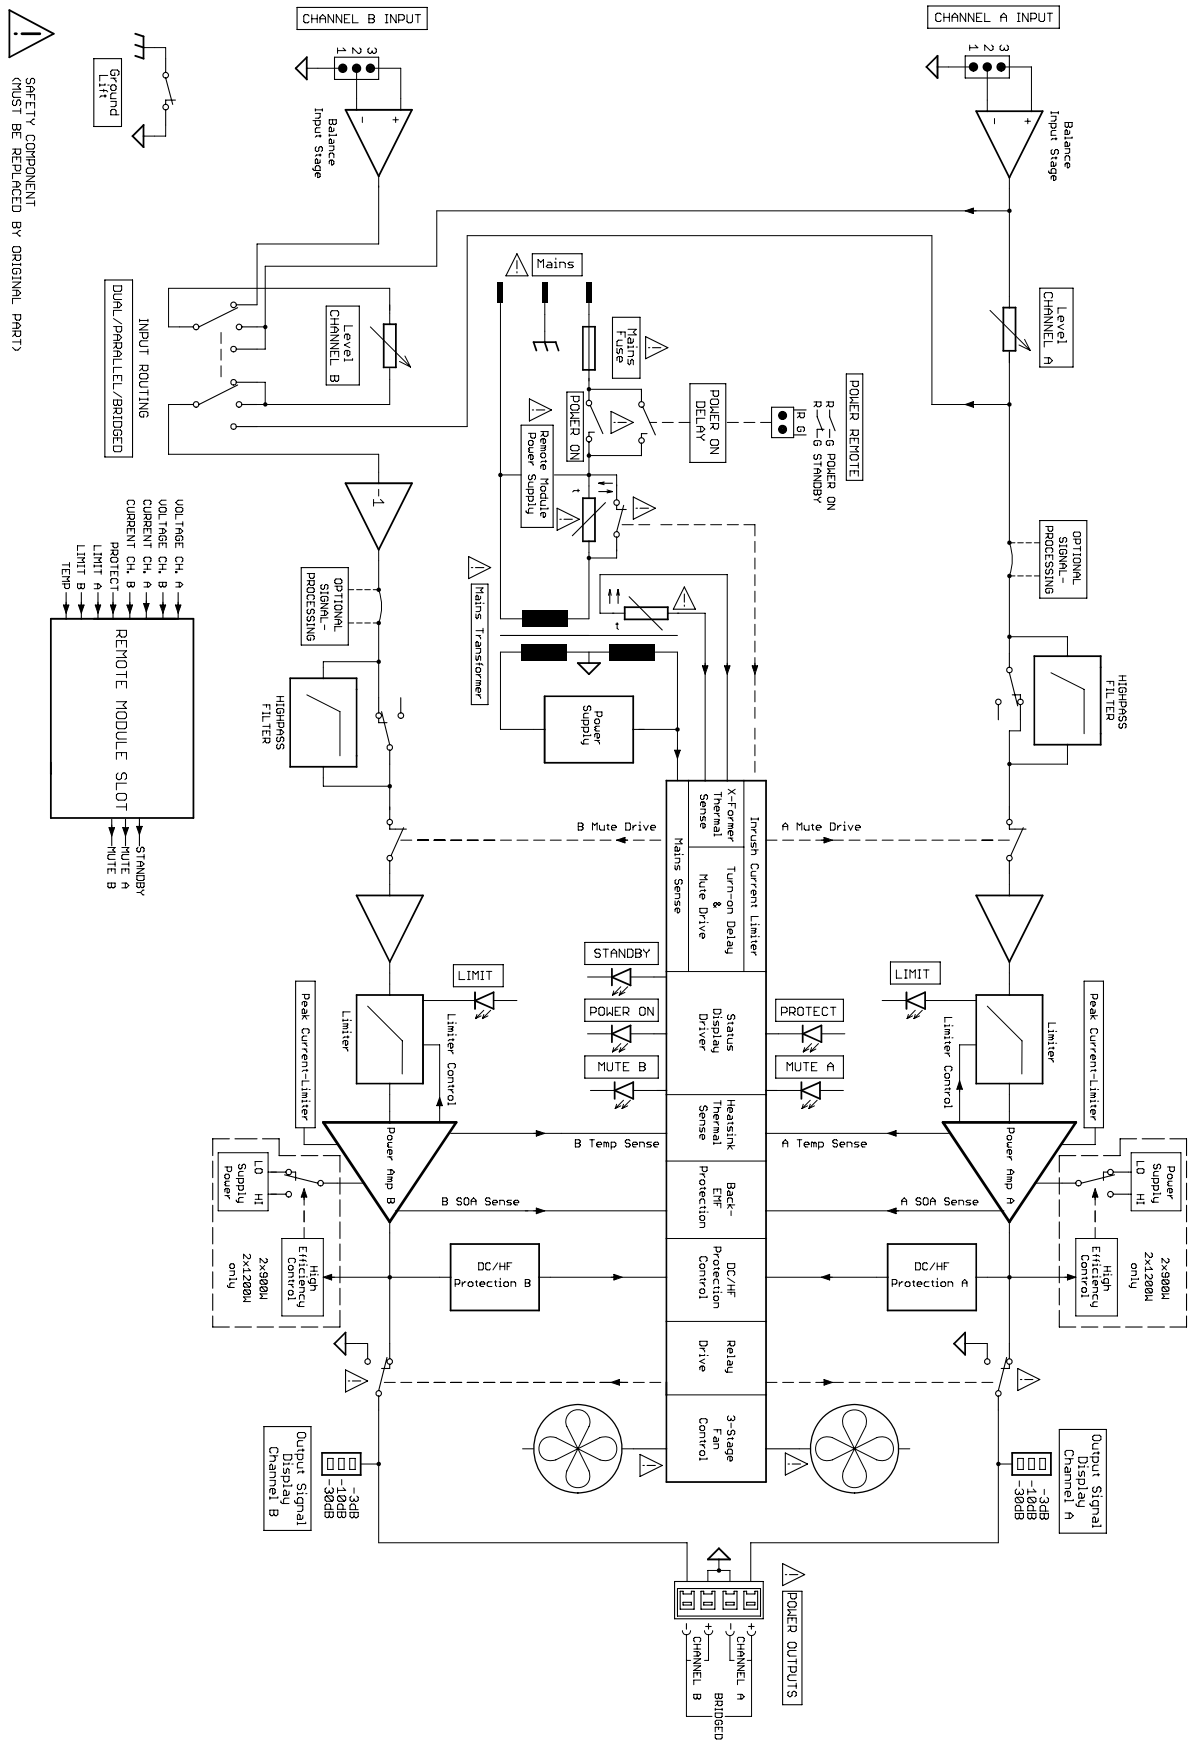 CHANNEL B INPUT
CHANNEL A INPUT
1 2 3
1 2 3
Ground
Lift
SAFETY COMPONENT
(MUST BE REPLACED BY ORIGINAL PART)
- +
Balance
Input Stage
- +
Balance
Input Stage
Mains
Mains
Fuse
Level
CHANNEL B
Level
CHANNEL A
INPUT ROUTING
DUAL/PARALLEL/BRIDGED
POWER ON
POWER ON
DELAY
POWER REMOTE
R G
R G POWER ON
R G STANDBY
Remote Module
Power Supply
t
-1
OPTIONAL
SIGNAL-
PROCESSING
OPTIONAL
SIGNAL-
PROCESSING
VOLTAGE CH. A
VOLTAGE CH. B
CURRENT CH. A
CURRENT CH. B
PROTECT
LIMIT A
LIMIT B
TEMP
REMOTE MODULE SLOT
STANDBY
MUTE A
MUTE B
Mains Transformer
t
Power
Supply
HIGHPASS
FILTER
HIGHPASS
FILTER
B Mute Drive
A Mute Drive
Mains Sense
X-Former
Thermal
Sense
Turn-on Delay
&
Mute Drive
Inrush Current Limiter
STANDBY
POWER ON
MUTE B
PROTECT
MUTE A
Status
Display
Driver
LIMIT
LIMIT
Limiter
Limiter
Limiter Control
Limiter Control
Peak Current-Limiter
Peak Current-Limiter
Power Amp B
Power Amp A
B Temp Sense
A Temp Sense
Heatsink
Thermal
Sense
B SOA Sense
A SOA Sense
Back-
EMF
Protection
LO HI
Power
Supply
LO HI
Power
Supply
High
Efficiency
Control
High
Efficiency
Control
2x900W
2x1200W
only
2x900W
2x1200W
only
DC/HF
Protection B
DC/HF
Protection A
DC/HF
Protection
Control
Relay
Drive
3-Stage
Fan
Control
-3dB
-10dB
-30dB
-3dB
-10dB
-30dB
Output Signal
Display
Channel B
Output Signal
Display
Channel A
POWER OUTPUTS
- + - +
CHANNEL B
CHANNEL A
BRIDGED